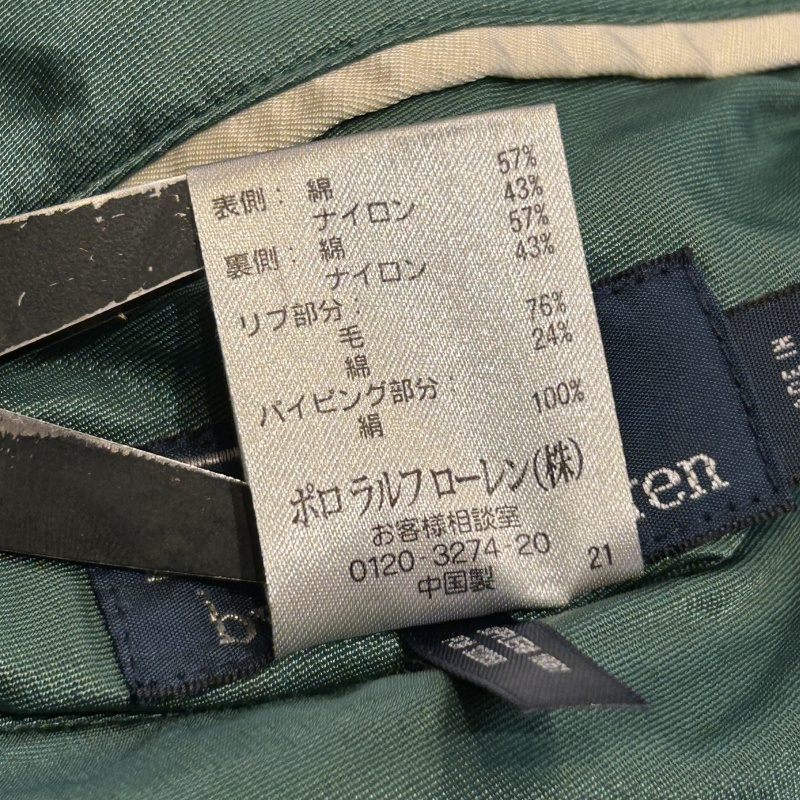 表側： 綿 57%
ナイロン 43%
裏側： 綿 57%
ナイロン 43%
リブ部分：
毛 76%
綿 24%
パイピング部分：
絹 100%
ポロ ラルフ ローレン(株)
お客様相談室
0120-3274-20
中国製 21